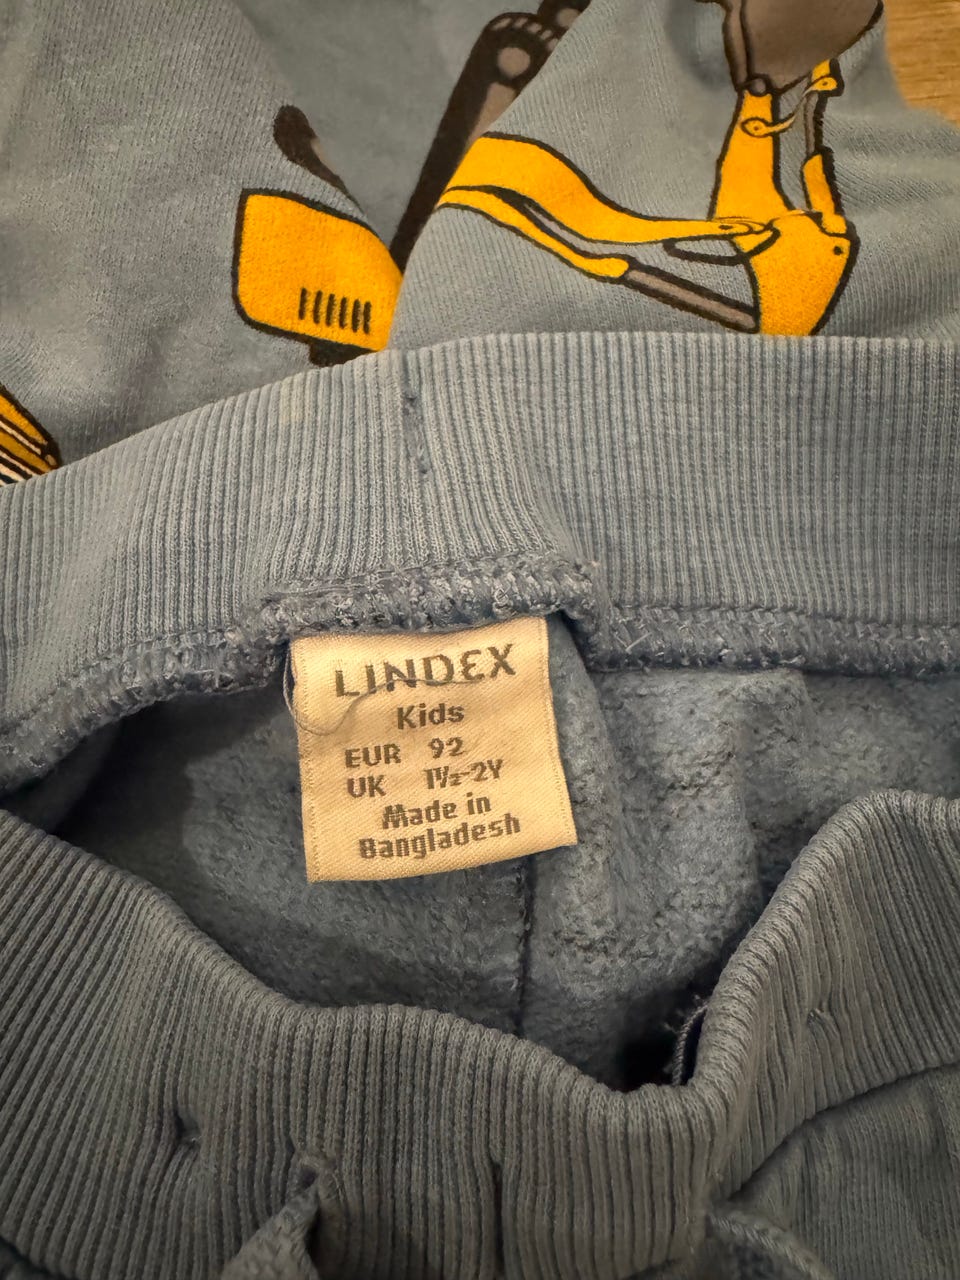 LINDEX
Kids
EUR 92
UK 1½-2Y
Made in
Bangladesh